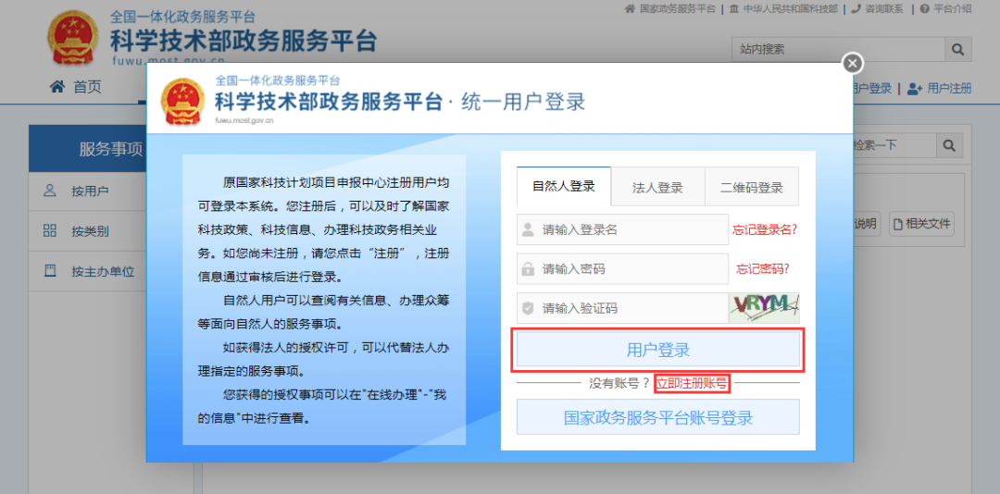 全国一体化政务服务平台
科学技术部政务服务平台
fuwu.most.gov.cn
国家政务服务平台 | 中华人民共和国科技部 | 咨询联系 | 平台介绍
站内搜索
首页
用户登录 | 用户注册
全国一体化政务服务平台
科学技术部政务服务平台 · 统一用户登录
fuwu.most.gov.cn
服务事项
按用户
按类别
按主办单位
检索一下
说明
相关文件
原国家科技计划项目申报中心注册用户均
可登录本系统。您注册后，可以及时了解国家
科技政策、科技信息、办理科技政务相关业
务。如您尚未注册，请您点击“注册”，注册
信息通过审核后进行登录。
自然人用户可以查阅有关信息、办理众筹
等面向自然人的服务事项。
如获得法人的授权许可，可以代替法人办
理指定的服务事项。
您获得的授权事项可以在"在线办理"-"我
的信息"中进行查看。
自然人登录
法人登录
二维码登录
请输入登录名
忘记登录名?
请输入密码
忘记密码?
请输入验证码
VRYM
用户登录
没有账号？立即注册账号
国家政务服务平台账号登录